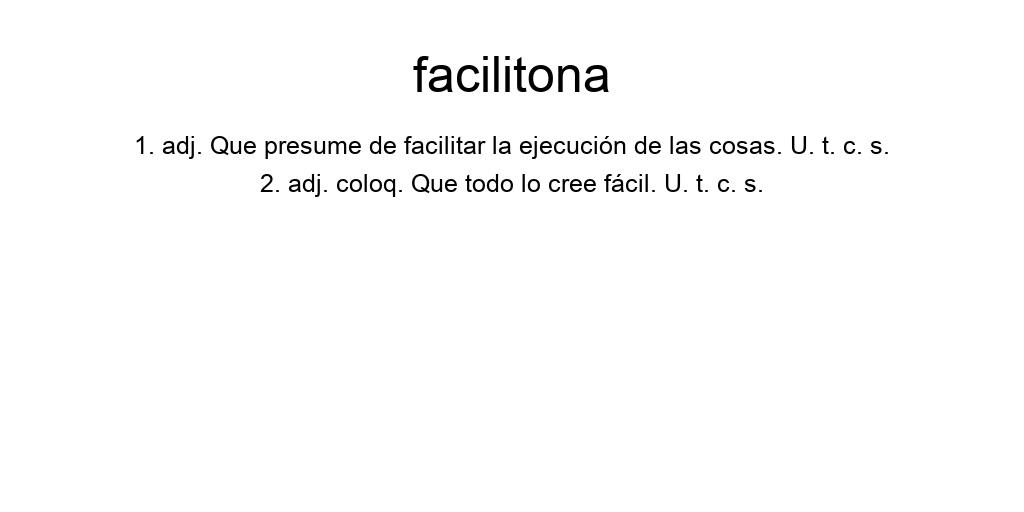 facilitona
1. adj. Que presume de facilitar la ejecución de las cosas. U. t. c. s.
2. adj. coloq. Que todo lo cree fácil. U. t. c. s.